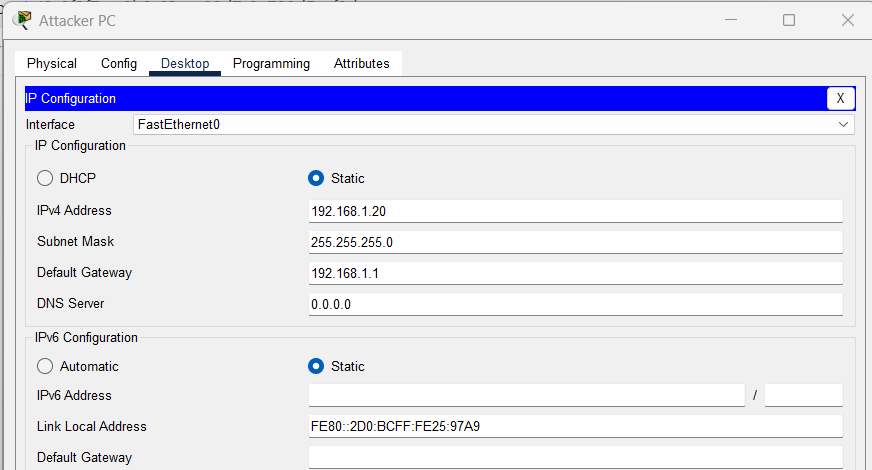 Attacker PC
Physical Config Desktop Programming Attributes
IP Configuration X
Interface FastEthernet0
IP Configuration
DHCP Static
IPv4 Address 192.168.1.20
Subnet Mask 255.255.255.0
Default Gateway 192.168.1.1
DNS Server 0.0.0.0
IPv6 Configuration
Automatic Static
IPv6 Address /
Link Local Address FE80::2D0:BCFF:FE25:97A9
Default Gateway